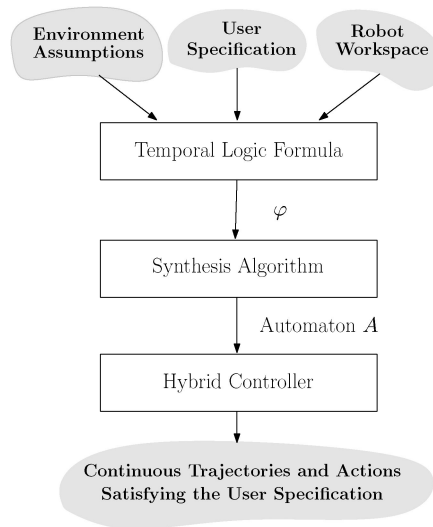 Environment
Assumptions
User
Specification
Robot
Workspace
Temporal Logic Formula
φ
Synthesis Algorithm
Automaton A
Hybrid Controller
Continuous Trajectories and Actions
Satisfying the User Specification